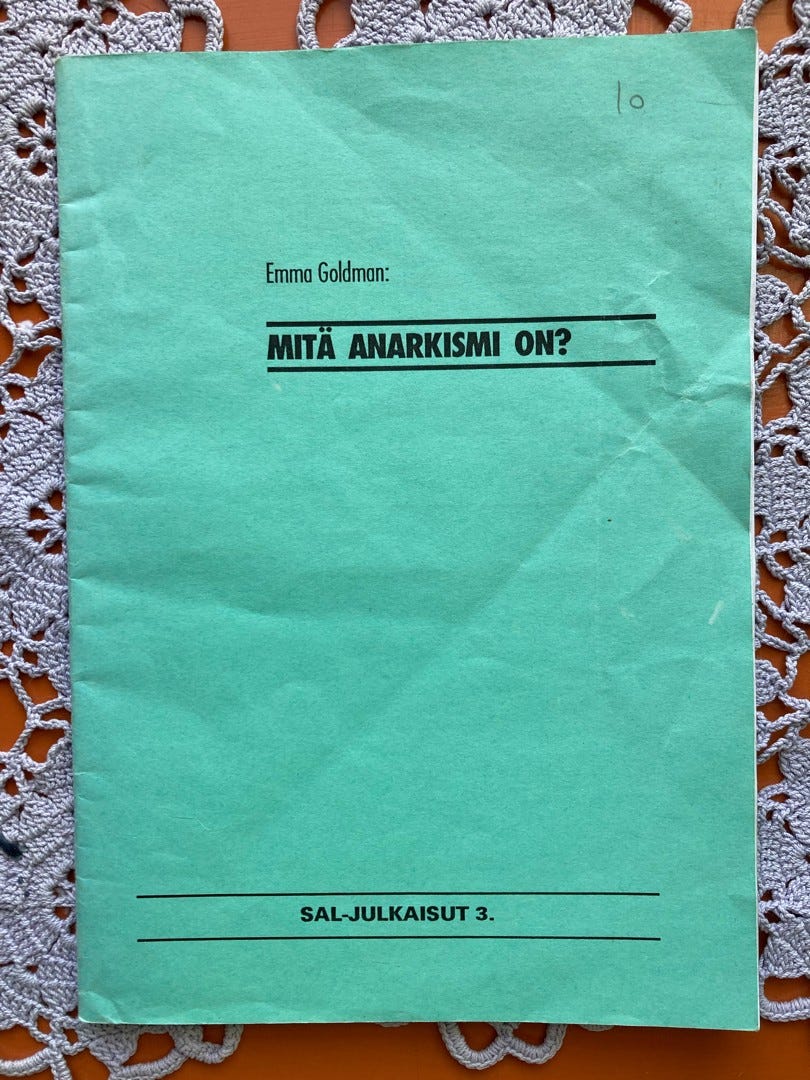 10
Emma Goldman:
MITÄ ANARKISMI ON?
SAL-JULKAISUT 3.